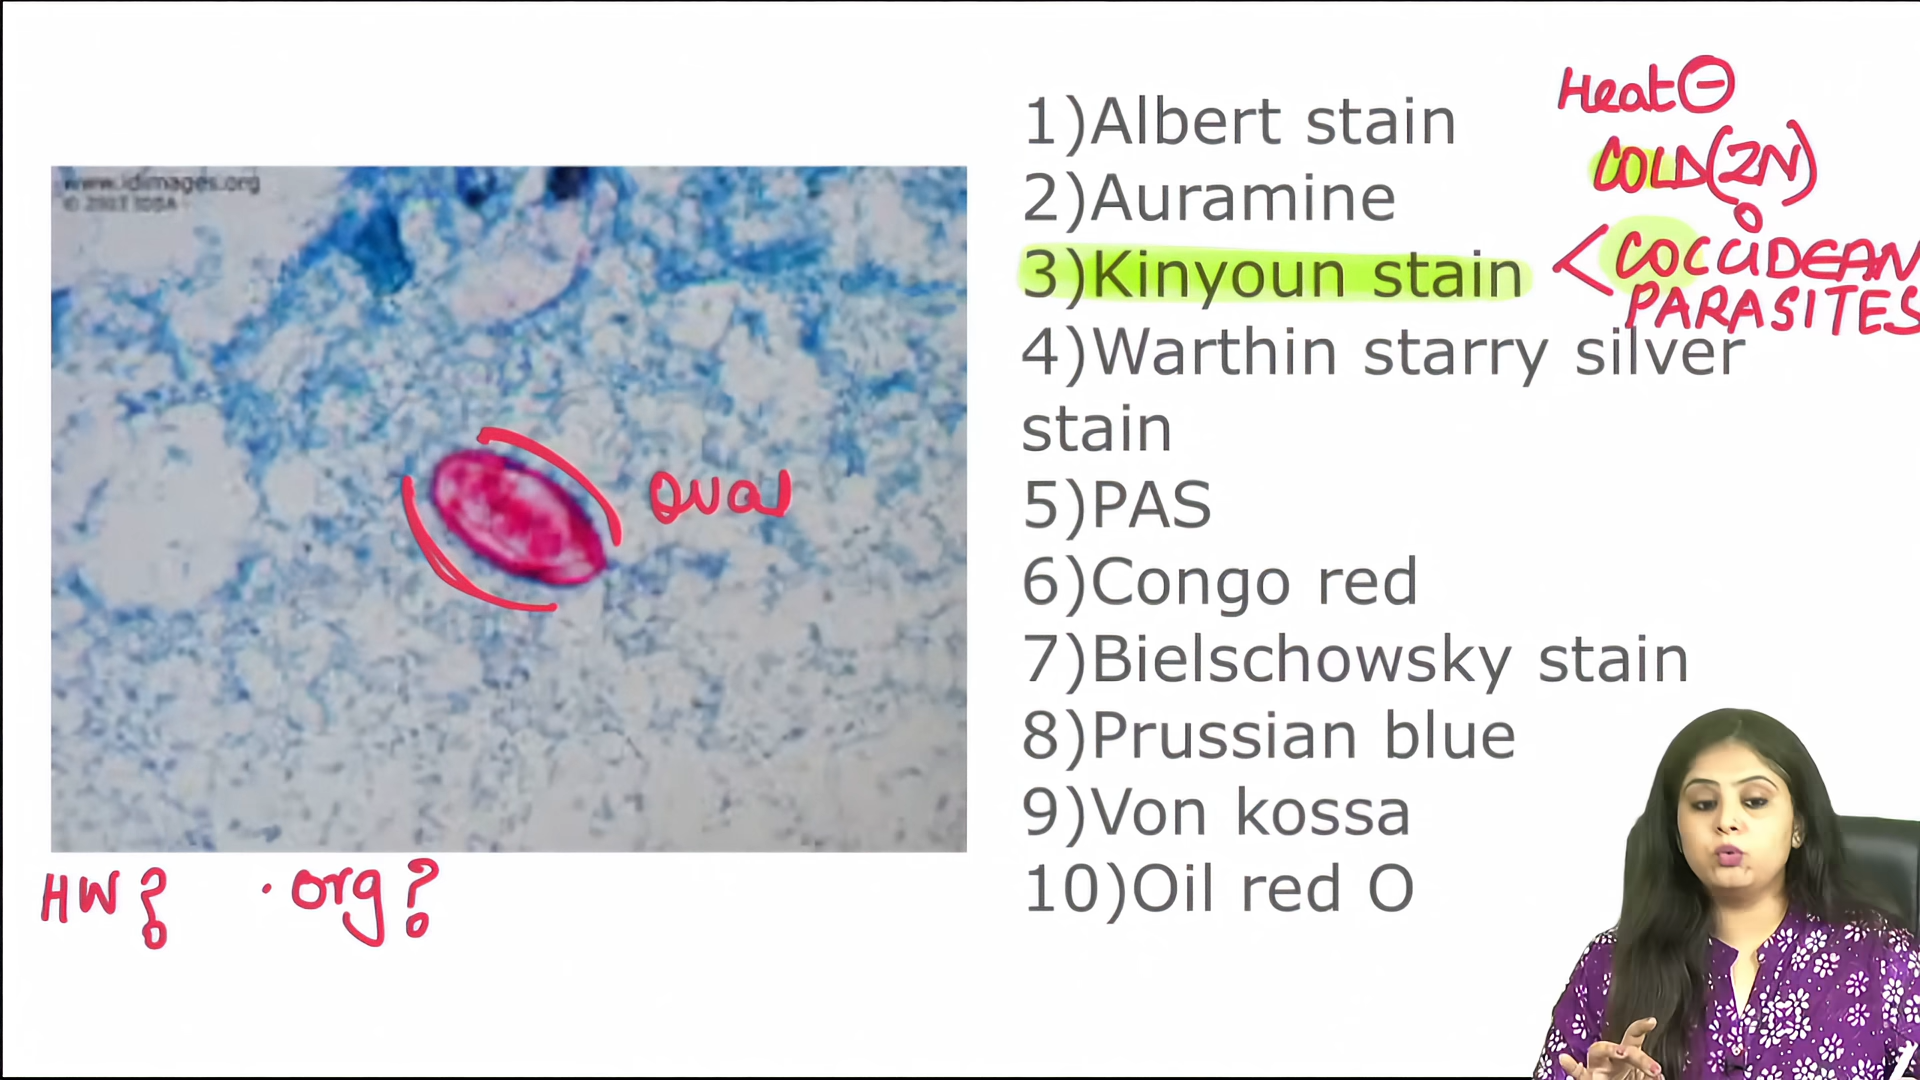 www.idimages.org
© 2013 IDSA
Oval
HW? · org?
1)Albert stain
2)Auramine
3)Kinyoun stain
4)Warthin starry silver
stain
5)PAS
6)Congo red
7)Bielschowsky stain
8)Prussian blue
9)Von kossa
10)Oil red O
Heat⊖
COLD(ZN)
< COCCIDEAN
PARASITES